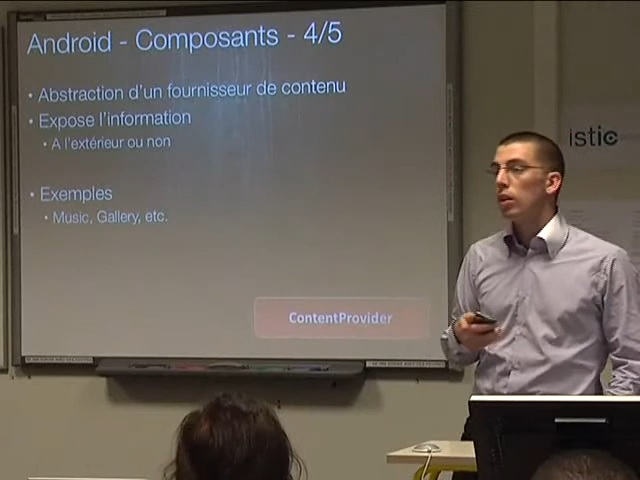 Android - Composants - 4/5
• Abstraction d'un fournisseur de contenu
• Expose l'information
• A l'extérieur ou non
• Exemples
• Music, Gallery, etc.
ContentProvider
istic